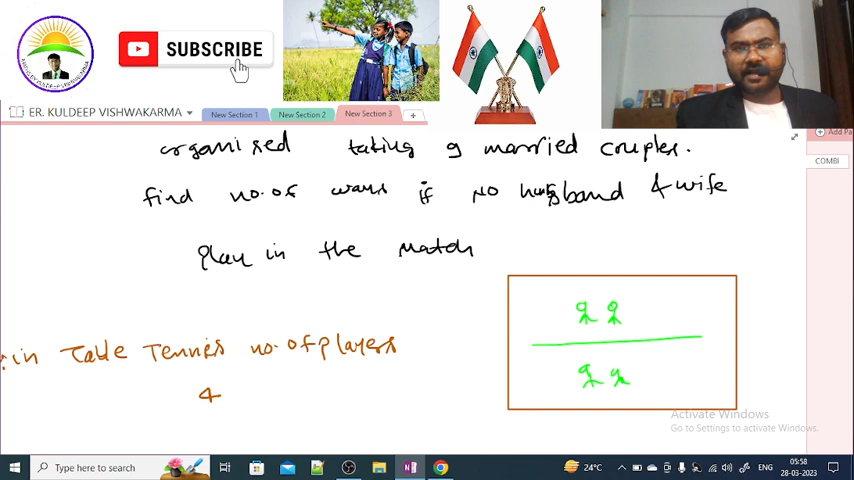 SUBSCRIBE
ER. KULDEEP VISHWAKARMA
New Section 1
New Section 2
New Section 3
+
Add Pa
COMBI
organised taking 9 married couples.
find no. of ways if no husband & wife
play in the match
in Table Tennis no. of players
4
Activate Windows
Go to Settings to activate Windows.
Type here to search
24°C
ENG
05:58
28-03-2023